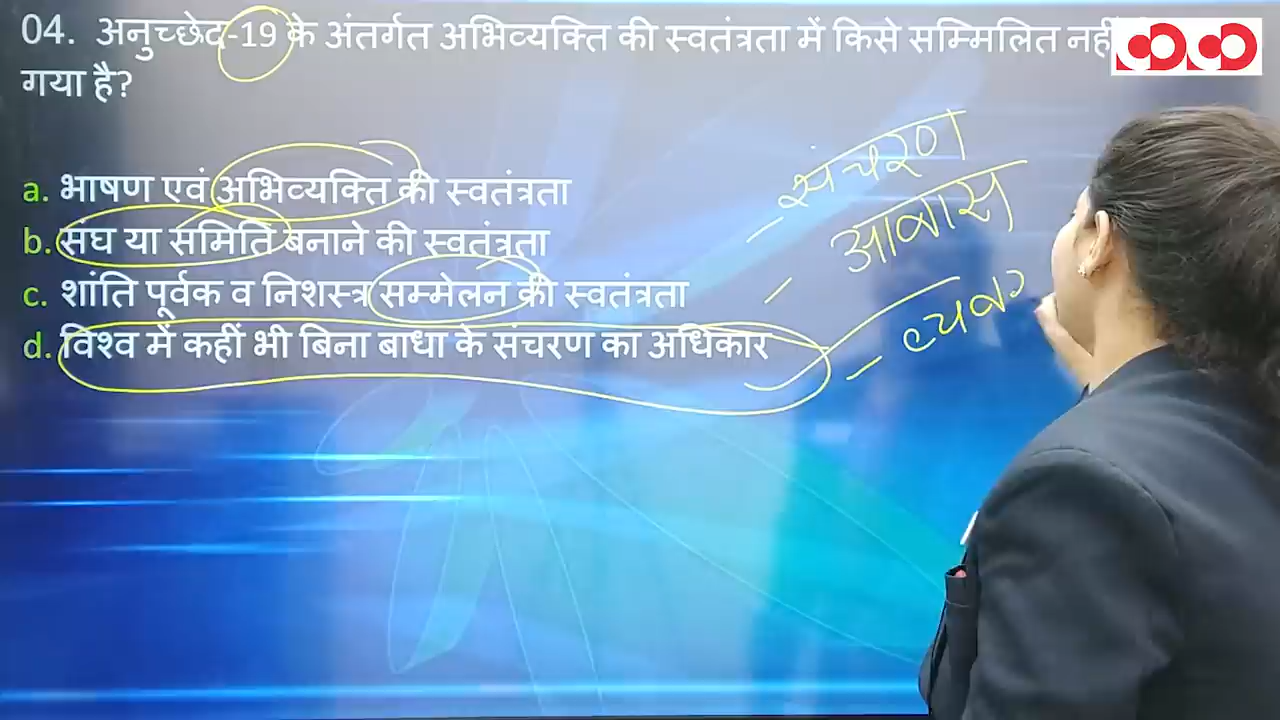 04. अनुच्छेद-19 के अंतर्गत अभिव्यक्ति की स्वतंत्रता में किसे सम्मिलित नहीं
गया है?
a. भाषण एवं अभिव्यक्ति की स्वतंत्रता
b. संघ या समिति बनाने की स्वतंत्रता
c. शांति पूर्वक व निशस्त्र सम्मेलन की स्वतंत्रता
d. विश्व में कहीं भी बिना बाधा के संचरण का अधिकार
- संचरण
- आवास